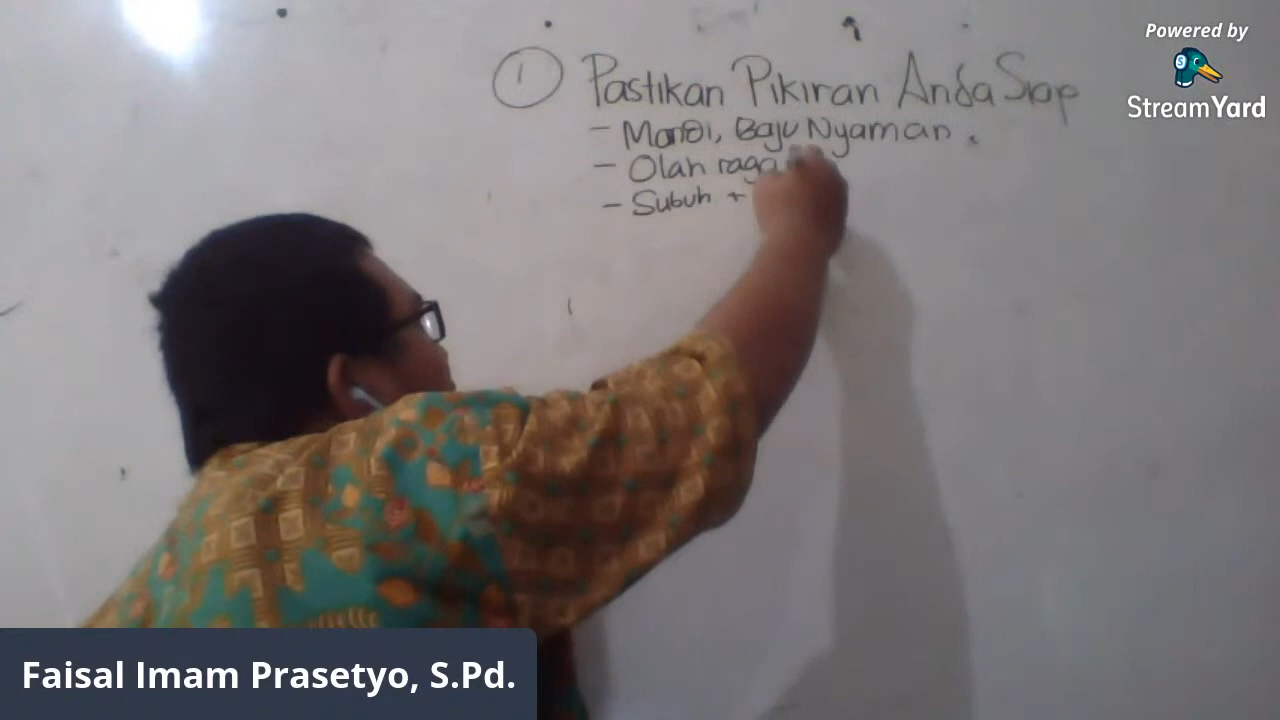 ① Pastikan Pikiran Anda Siap
- Mandi, Baju Nyaman.
- Olah raga
- Subuh +
Powered by
StreamYard
Faisal Imam Prasetyo, S.Pd.